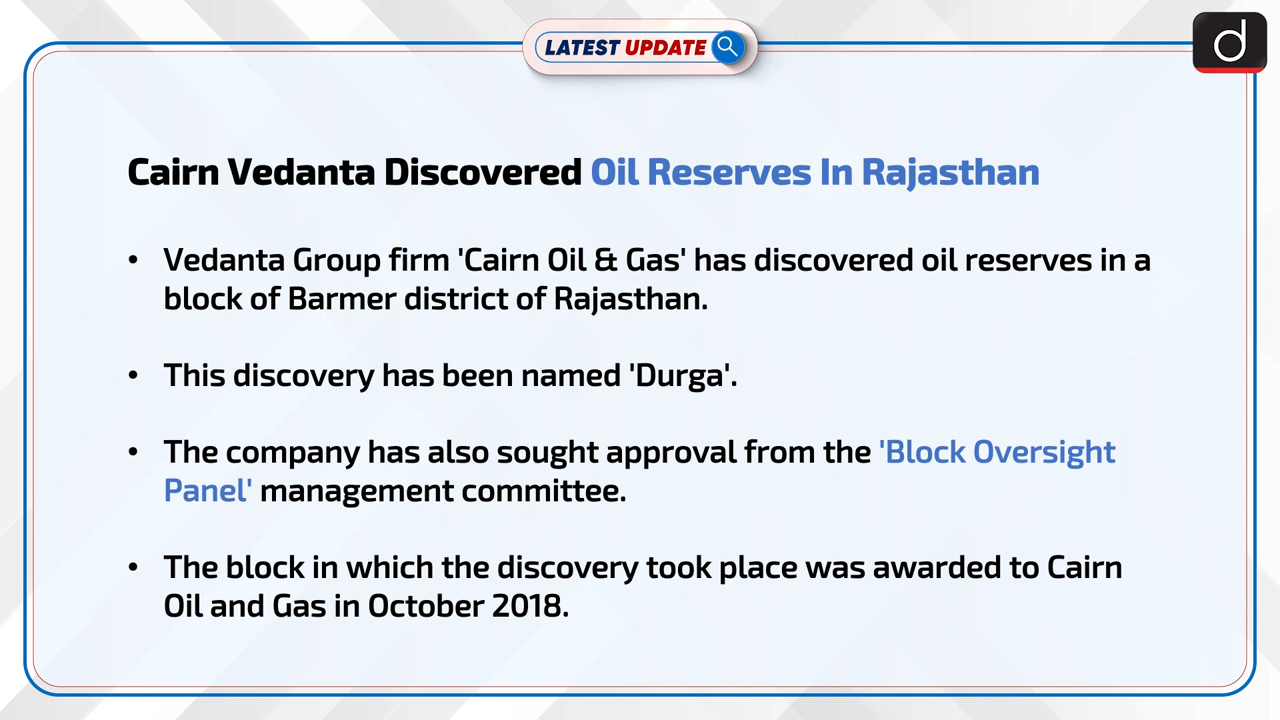 LATEST UPDATE
d
Cairn Vedanta Discovered Oil Reserves In Rajasthan
• Vedanta Group firm 'Cairn Oil & Gas' has discovered oil reserves in a
block of Barmer district of Rajasthan.
• This discovery has been named 'Durga'.
• The company has also sought approval from the 'Block Oversight
Panel' management committee.
• The block in which the discovery took place was awarded to Cairn
Oil and Gas in October 2018.